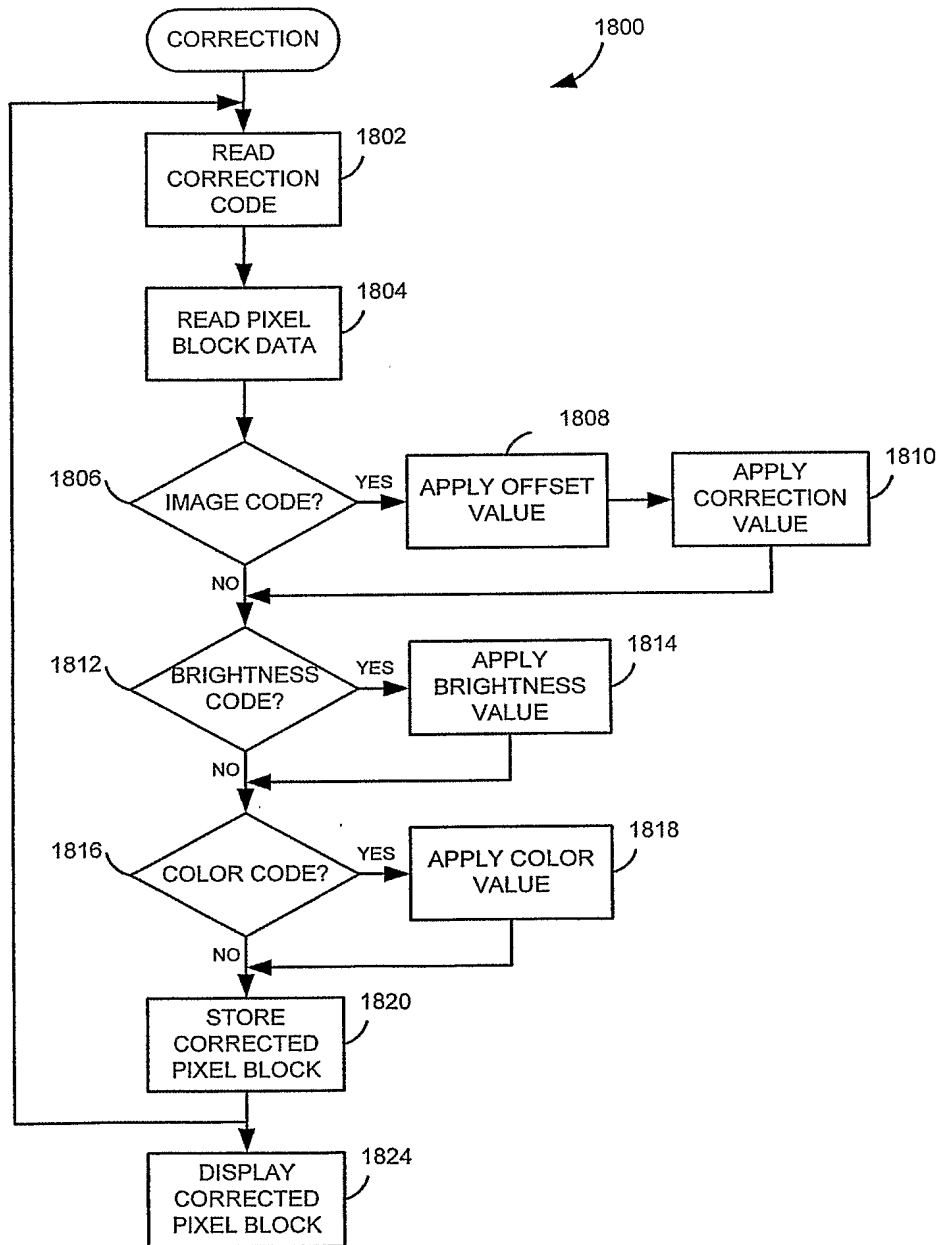 CORRECTION
1800
READ
CORRECTION
CODE
1802
READ PIXEL
BLOCK DATA
1804
1806
IMAGE CODE?
YES
NO
APPLY OFFSET
VALUE
1808
APPLY
CORRECTION
VALUE
1810
1812
BRIGHTNESS
CODE?
YES
NO
APPLY
BRIGHTNESS
VALUE
1814
1816
COLOR CODE?
YES
NO
APPLY COLOR
VALUE
1818
STORE
CORRECTED
PIXEL BLOCK
1820
DISPLAY
CORRECTED
PIXEL BLOCK
1824